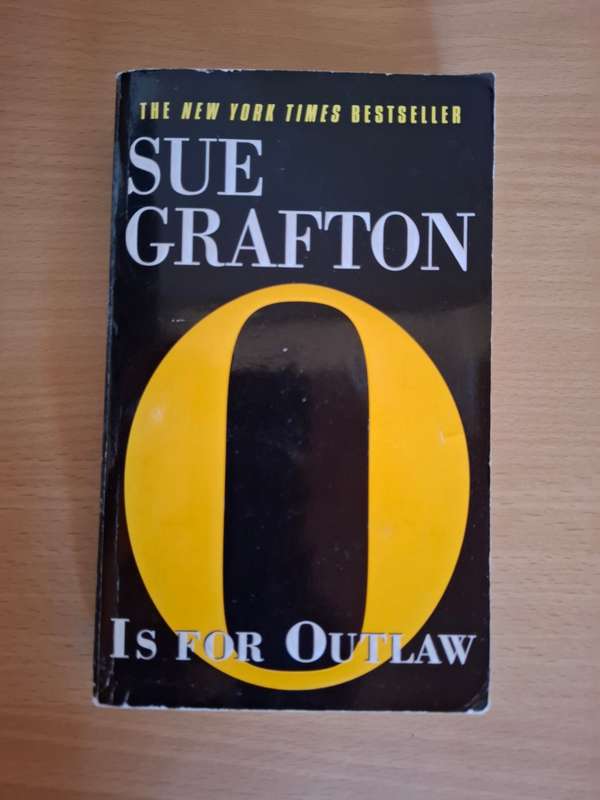 THE NEW YORK TIMES BESTSELLER
SUE
GRAFTON
O
IS FOR OUTLAW